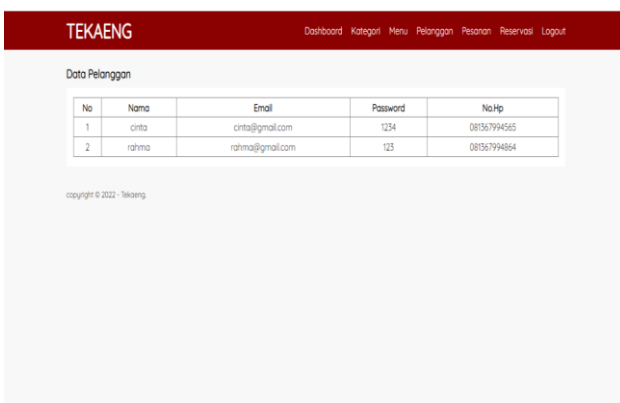 TEKAENG
Dashboard Kategori Menu Pelanggan Pesanan Reservasi Logout
Data Pelanggan
No Nama Email Password No.Hp
1 cinta cinta@gmail.com 1234 081367994565
2 rahma rahma@gmail.com 123 081367994864
copyright © 2022 - Tekaeng.